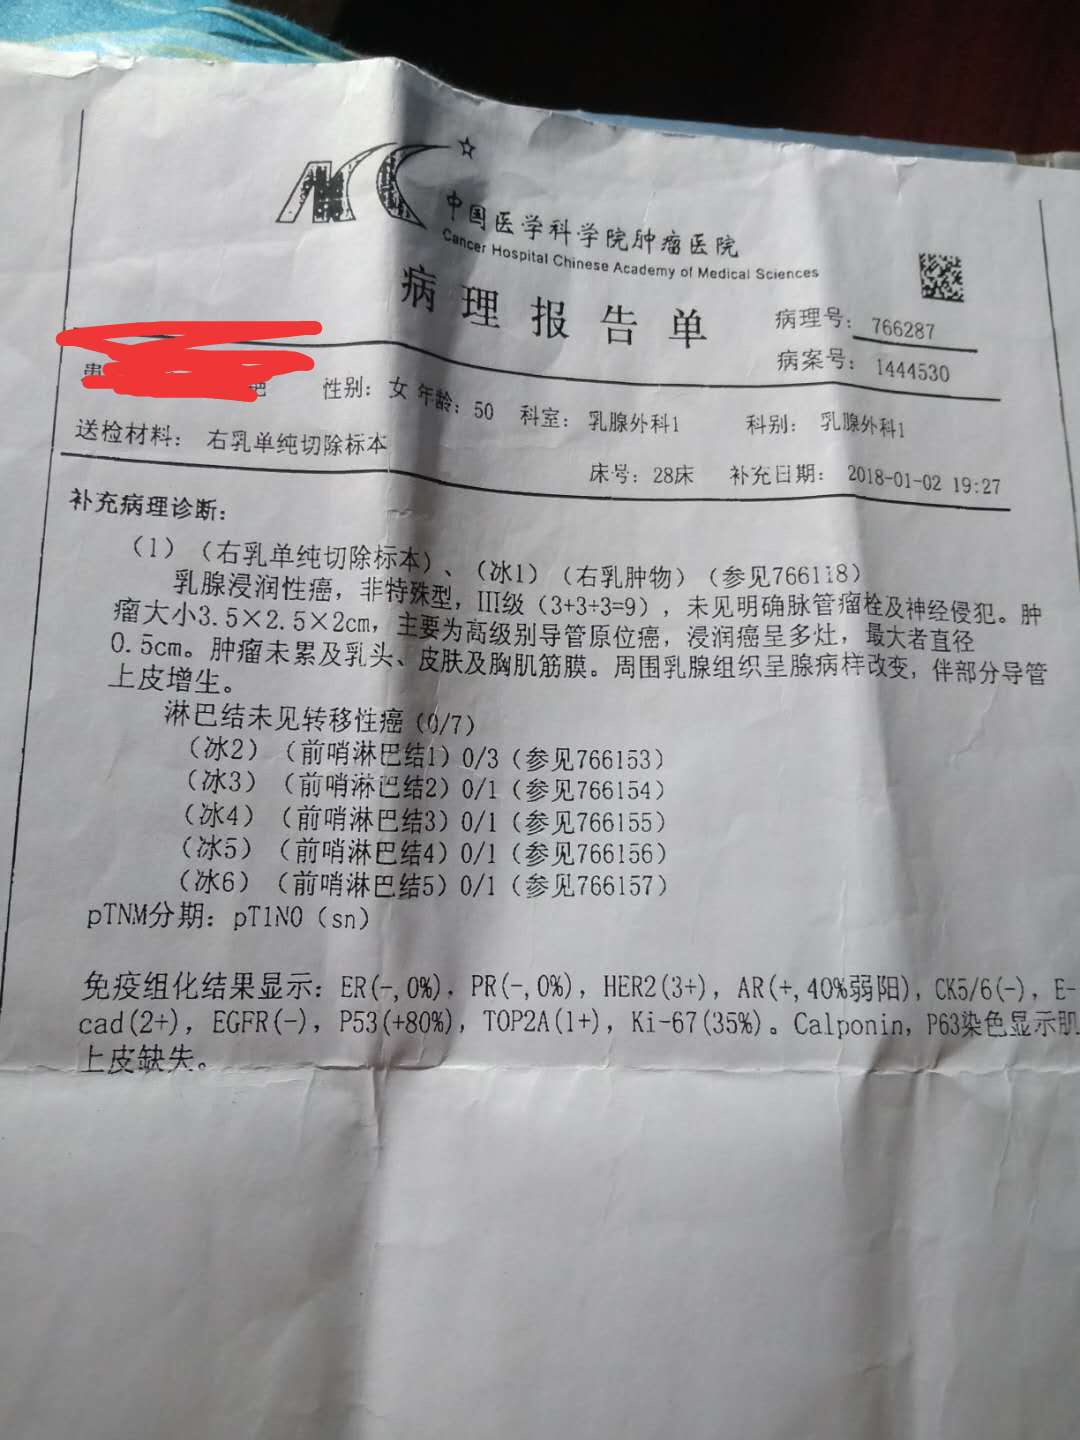 中国医学科学院肿瘤医院
Cancer Hospital Chinese Academy of Medical Sciences
病理报告单
病理号: 766287
病案号: 1444530
性别: 女 年龄: 50 科室: 乳腺外科1 科别: 乳腺外科1
送检材料: 右乳单纯切除标本
床号: 28床 补充日期: 2018-01-02 19:27
补充病理诊断:
(1) (右乳单纯切除标本)、(冰1) (右乳肿物) (参见766118)
乳腺浸润性癌, 非特殊型, III级 (3+3+3=9), 未见明确脉管瘤栓及神经侵犯。肿
瘤大小3.5×2.5×2cm, 主要为高级别导管原位癌, 浸润癌呈多灶, 最大者直径
0.5cm。肿瘤未累及乳头、皮肤及胸肌筋膜。周围乳腺组织呈腺病样改变, 伴部分导管
上皮增生。
淋巴结未见转移性癌 (0/7)
(冰2) (前哨淋巴结1) 0/3 (参见766153)
(冰3) (前哨淋巴结2) 0/1 (参见766154)
(冰4) (前哨淋巴结3) 0/1 (参见766155)
(冰5) (前哨淋巴结4) 0/1 (参见766156)
(冰6) (前哨淋巴结5) 0/1 (参见766157)
pTNM分期: pT1N0 (sn)
免疫组化结果显示: ER(-,0%), PR(-,0%), HER2(3+), AR(+,40%弱阳), CK5/6(-), E-
cad(2+), EGFR(-), P53(+80%), TOP2A(1+), Ki-67(35%)。Calponin, P63染色显示肌
上皮缺失。